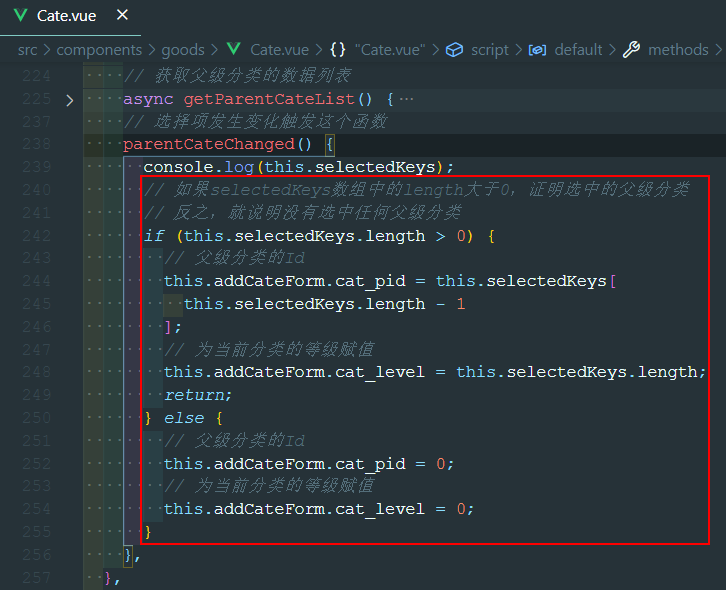 Cate.vue ×
src > components > goods > Cate.vue > {} "Cate.vue" > script > default > methods >
224 // 获取父级分类的数据列表
225 > async getParentCateList() { ···
237 // 选择项发生变化触发这个函数
238 parentCateChanged() {
239 console.log(this.selectedKeys);
240 // 如果selectedKeys数组中的length大于0，证明选中的父级分类
241 // 反之，就说明没有选中任何父级分类
242 if (this.selectedKeys.length > 0) {
243 // 父级分类的Id
244 this.addCateForm.cat_pid = this.selectedKeys[
245 this.selectedKeys.length - 1
246 ];
247 // 为当前分类的等级赋值
248 this.addCateForm.cat_level = this.selectedKeys.length;
249 return;
250 } else {
251 // 父级分类的Id
252 this.addCateForm.cat_pid = 0;
253 // 为当前分类的等级赋值
254 this.addCateForm.cat_level = 0;
255 }
256 },
257 },